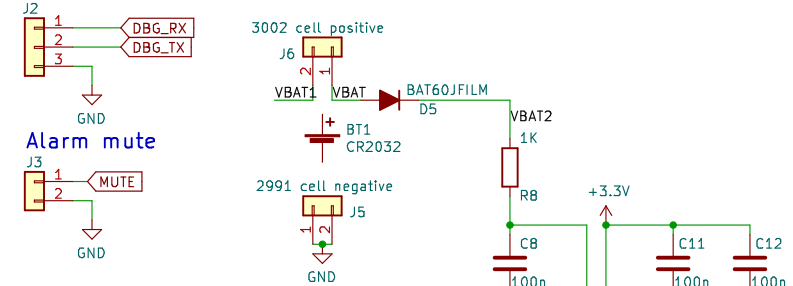 J2
1
DBG_RX
2
DBG_TX
3
GND
Alarm mute
J3
1
MUTE
2
GND
3002 cell positive
J6
2
1
VBAT1
VBAT
BAT60JFILM
D5
VBAT2
+
BT1
CR2032
1K
R8
2991 cell negative
J5
1
2
GND
+3.3V
C8
100n
C11
100n
C12
100n